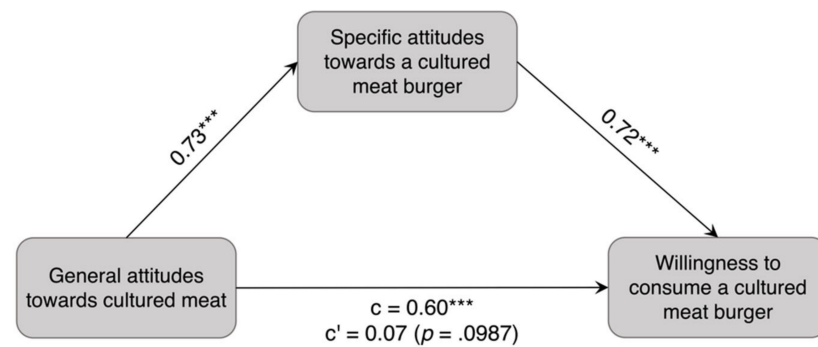 Specific attitudes
towards a cultured
meat burger
0.73***
0.72***
General attitudes
towards cultured meat
c = 0.60***
c' = 0.07 (p = .0987)
Willingness to
consume a cultured
meat burger